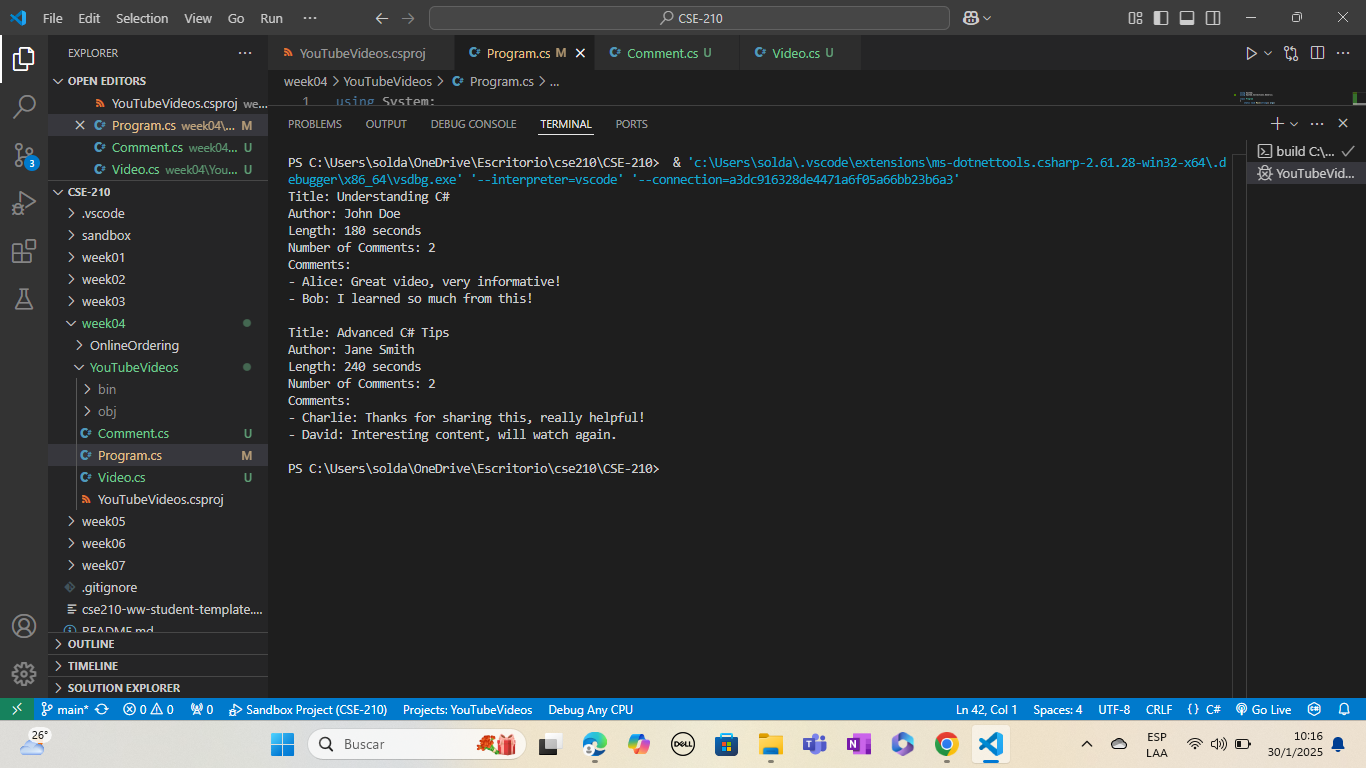 File Edit Selection View Go Run ··· CSE-210
EXPLORER ···
OPEN EDITORS
YouTubeVideos.csproj we...
Program.cs week04\... M
Comment.cs week04... U
Video.cs week04\You... U
CSE-210
.vscode
sandbox
week01
week02
week03
week04
OnlineOrdering
YouTubeVideos
bin
obj
Comment.cs U
Program.cs M
Video.cs U
YouTubeVideos.csproj
week05
week06
week07
.gitignore
cse210-ww-student-template....
README.md
OUTLINE
TIMELINE
SOLUTION EXPLORER
3
YouTubeVideos.csproj Program.cs M Comment.cs U Video.cs U
week04 > YouTubeVideos > Program.cs > ...
1 using System;
PROBLEMS OUTPUT DEBUG CONSOLE TERMINAL PORTS
PS C:\Users\solda\OneDrive\Escritorio\cse210\CSE-210> & 'c:\Users\solda\.vscode\extensions\ms-dotnettools.csharp-2.61.28-win32-x64\.d
ebugger\x86_64\vsdbg.exe' '--interpreter=vscode' '--connection=a3dc916328de4471a6f05a66bb23b6a3'
Title: Understanding C#
Author: John Doe
Length: 180 seconds
Number of Comments: 2
Comments:
- Alice: Great video, very informative!
- Bob: I learned so much from this!
Title: Advanced C# Tips
Author: Jane Smith
Length: 240 seconds
Number of Comments: 2
Comments:
- Charlie: Thanks for sharing this, really helpful!
- David: Interesting content, will watch again.
PS C:\Users\solda\OneDrive\Escritorio\cse210\CSE-210>
build C:\...
YouTubeVid...
main* 0 0 0 Sandbox Project (CSE-210) Projects: YouTubeVideos Debug Any CPU Ln 42, Col 1 Spaces: 4 UTF-8 CRLF {} C# Go Live
26° Buscar DELL ESP 10:16
LAA 30/1/2025